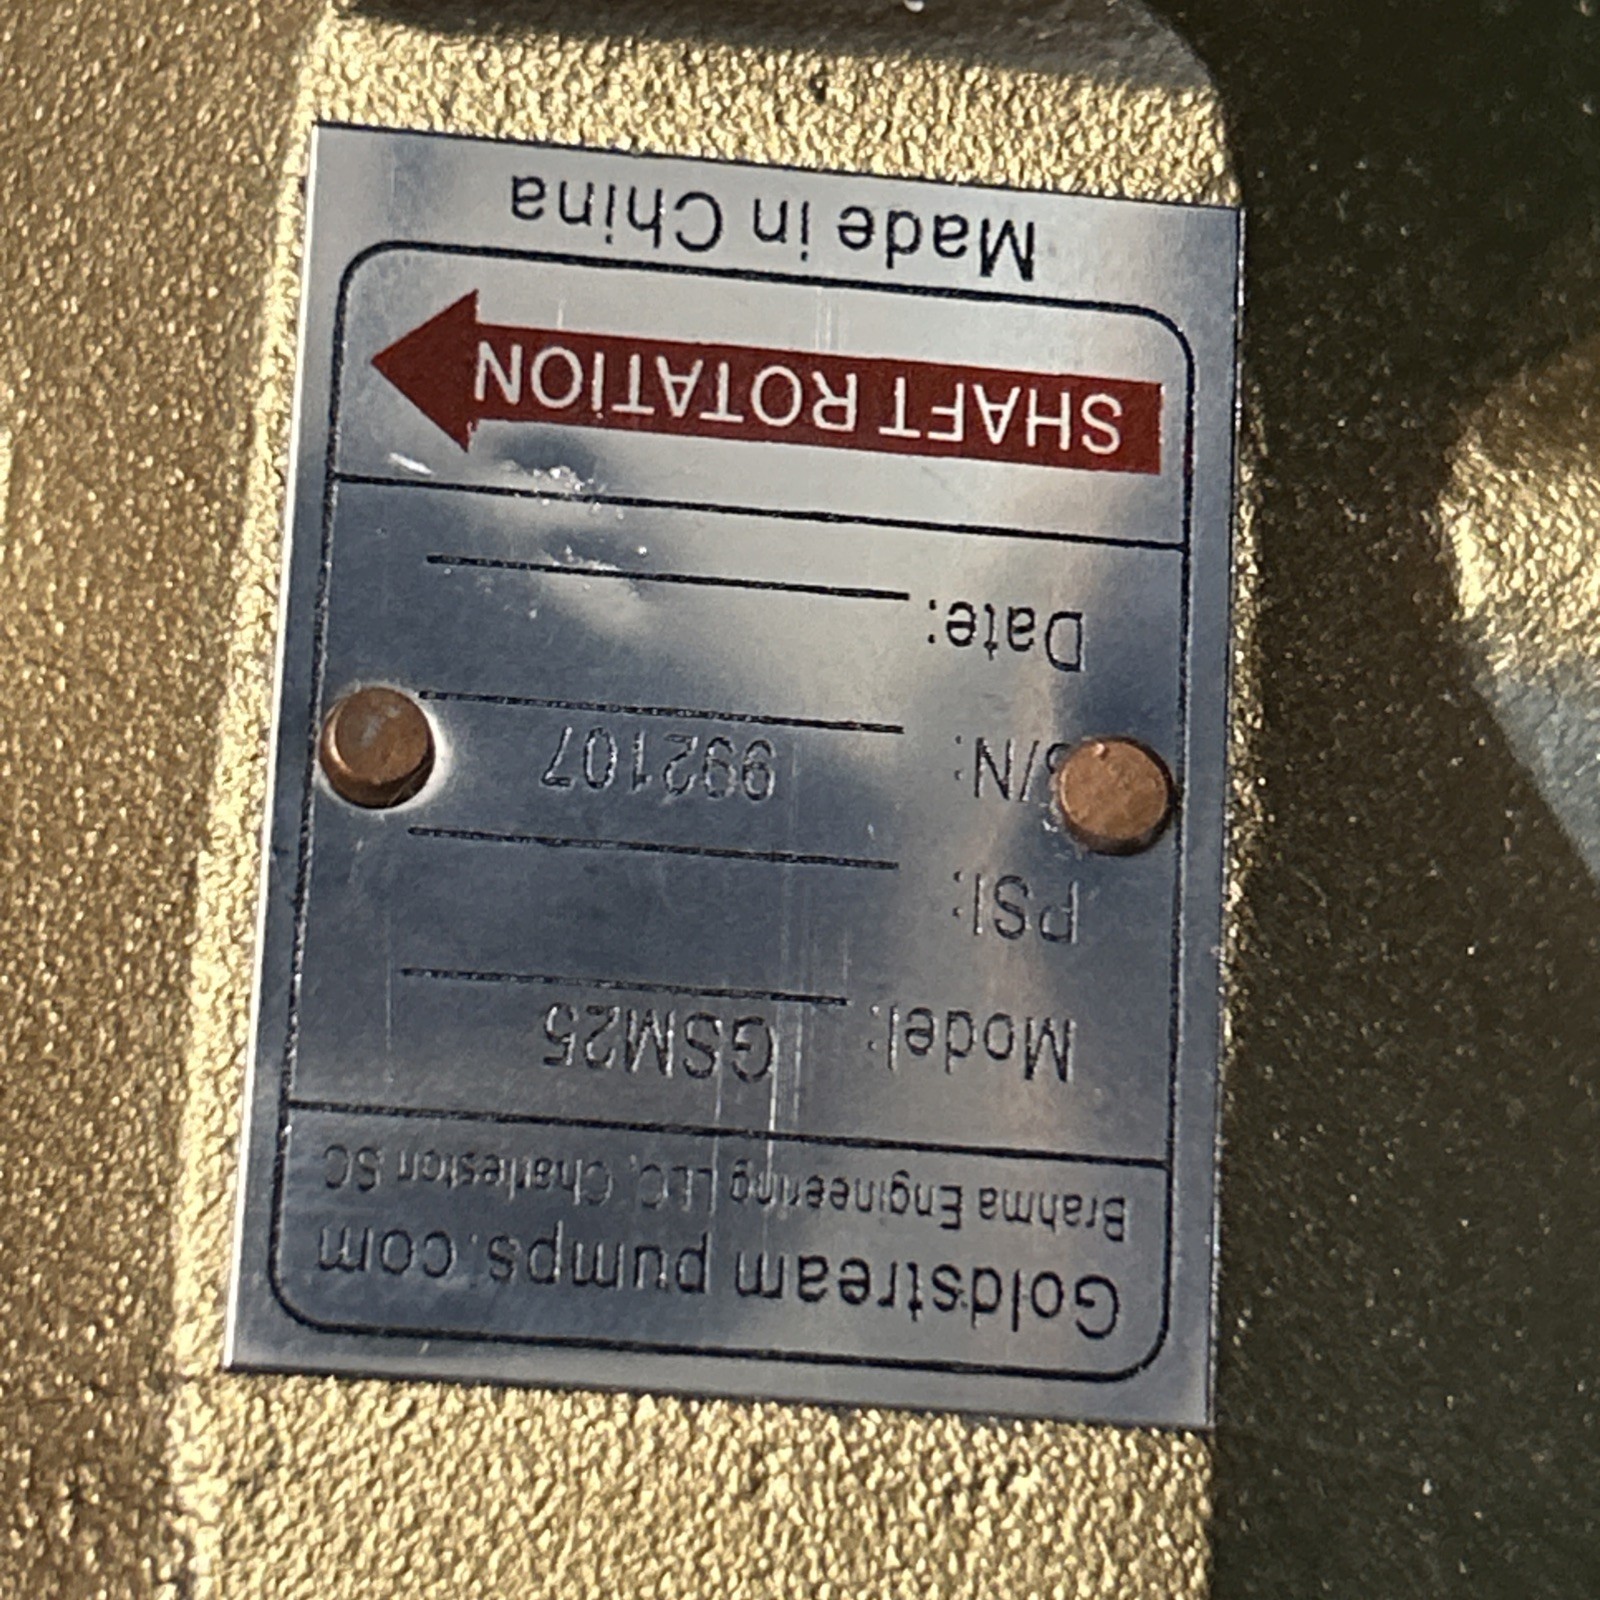 Goldstream pumps.com
Brahma Engineering LLC, Charleston SC
Model: GSM25
PSI:
S/N: 992107
Date:
SHAFT ROTATION
Made in China